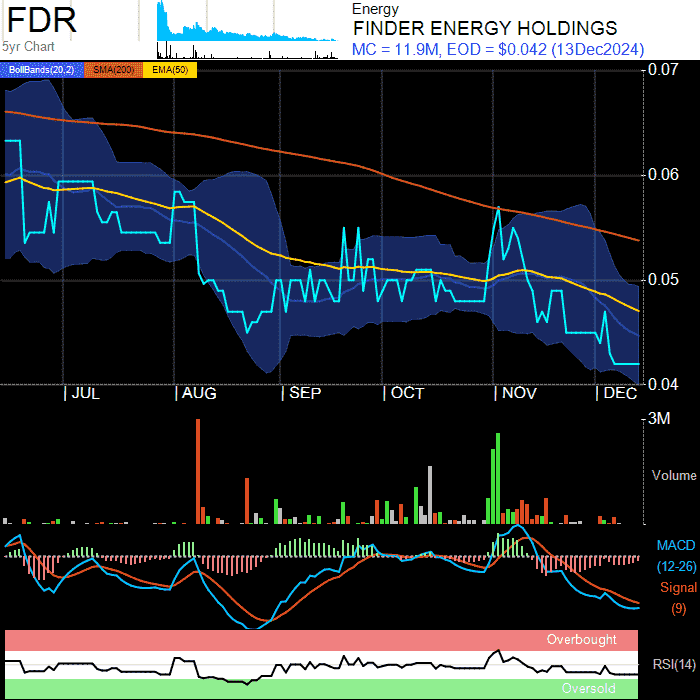 FDR
5yr Chart
Energy
FINDER ENERGY HOLDINGS
MC = 11.9M, EOD = $0.042 (13Dec2024)
BollBands(20,2) SMA(200) EMA(50)
0.07
0.06
0.05
0.04
JUL AUG SEP OCT NOV DEC
3M
Volume
MACD
(12-26)
Signal
(9)
Overbought
RSI(14)
Oversold